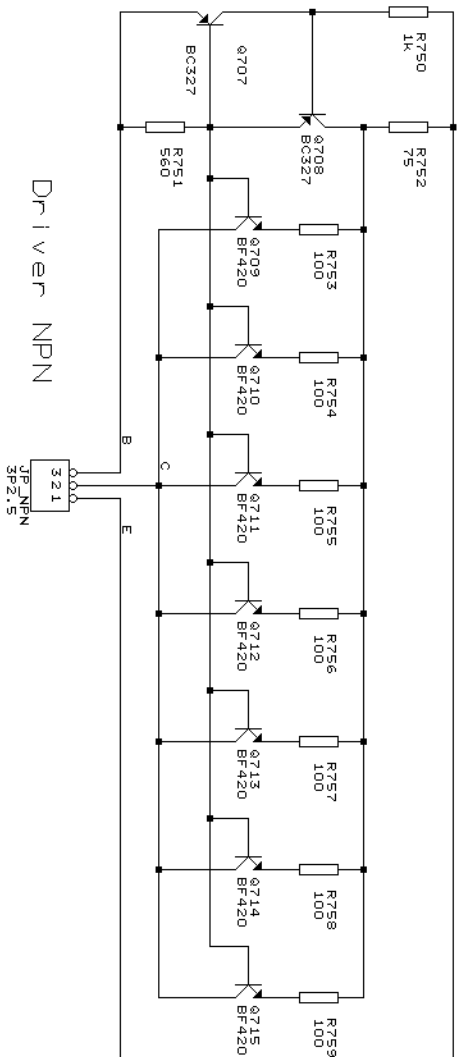 R750
1k
Q707
BC327
Q708
BC327
R752
75
R751
560
Q709
BF420
R753
100
Q710
BF420
R754
100
Q711
BF420
R755
100
Q712
BF420
R756
100
Q713
BF420
R757
100
Q714
BF420
R758
100
Q715
BF420
R759
100
Driver NPN
B
C
E
321
JP_NPN
3P2.5